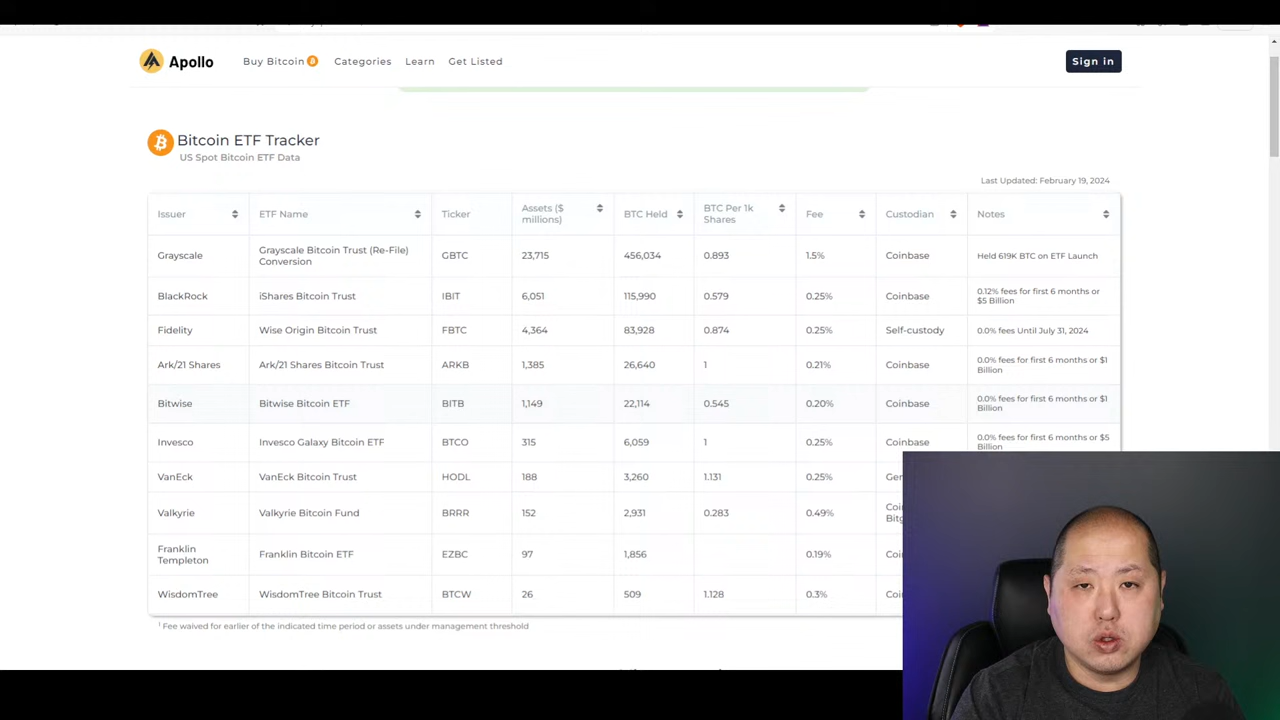 Apollo
Buy Bitcoin
Categories
Learn
Get Listed
Sign in
Bitcoin ETF Tracker
US Spot Bitcoin ETF Data
Last Updated: February 19, 2024
Issuer ETF Name Ticker Assets ($ millions) BTC Held BTC Per 1k Shares Fee Custodian Notes
Grayscale Grayscale Bitcoin Trust (Re-File) Conversion GBTC 23,715 456,034 0.893 1.5% Coinbase Held 619K BTC on ETF Launch
BlackRock iShares Bitcoin Trust IBIT 6,051 115,990 0.579 0.25% Coinbase 0.12% fees for first 6 months or $5 Billion
Fidelity Wise Origin Bitcoin Trust FBTC 4,364 83,928 0.874 0.25% Self-custody 0.0% fees Until July 31, 2024
Ark/21 Shares Ark/21 Shares Bitcoin Trust ARKB 1,385 26,640 1 0.21% Coinbase 0.0% fees for first 6 months or $1 Billion
Bitwise Bitwise Bitcoin ETF BITB 1,149 22,114 0.545 0.20% Coinbase 0.0% fees for first 6 months or $1 Billion
Invesco Invesco Galaxy Bitcoin ETF BTCO 315 6,059 1 0.25% Coinbase 0.0% fees for first 6 months or $5 Billion
VanEck VanEck Bitcoin Trust HODL 188 3,260 1.131 0.25%
Valkyrie Valkyrie Bitcoin Fund BRRR 152 2,931 0.283 0.49%
Franklin Templeton Franklin Bitcoin ETF EZBC 97 1,856 0.19%
WisdomTree WisdomTree Bitcoin Trust BTCW 26 509 1.128 0.3%
1 Fee waived for earlier of the indicated time period or assets under management threshold